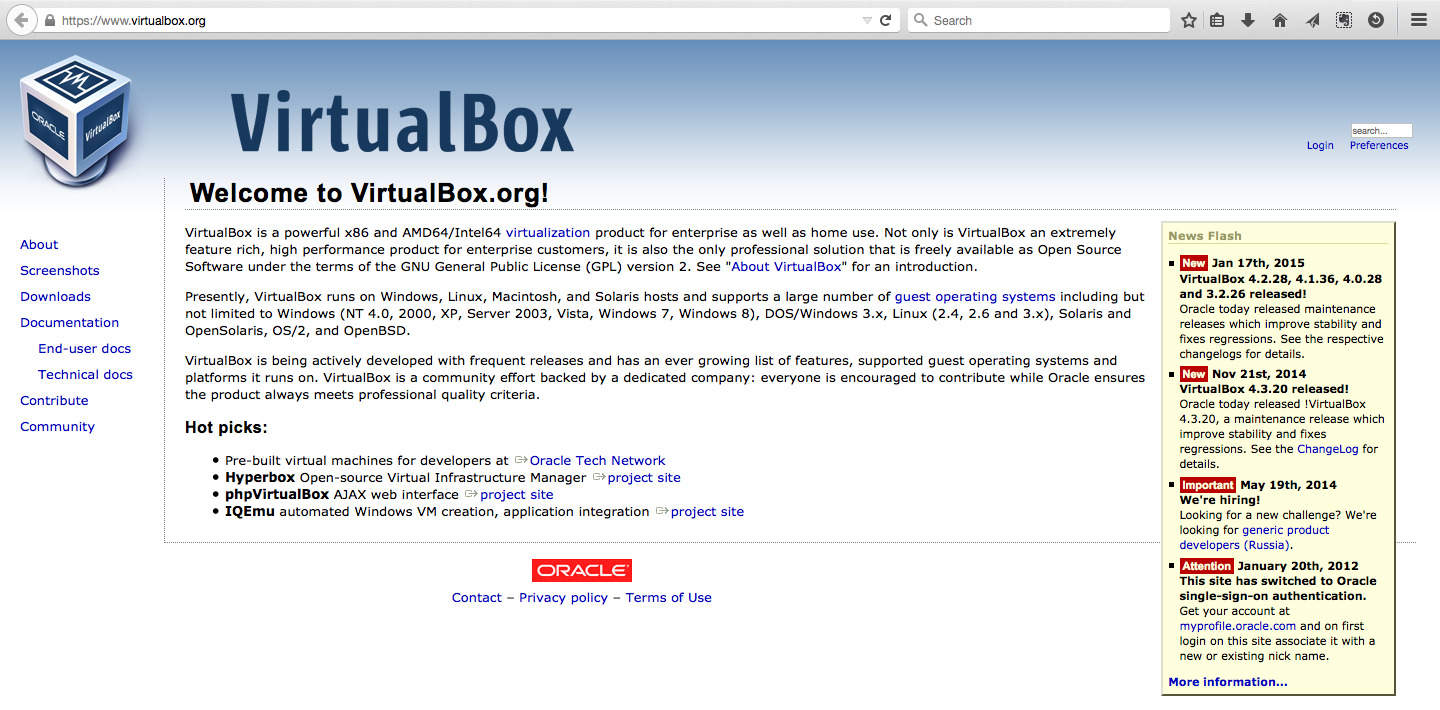 https://www.virtualbox.org
Search
ORACLE
VirtualBox
VirtualBox
search...
Login Preferences
Welcome to VirtualBox.org!
About
Screenshots
Downloads
Documentation
End-user docs
Technical docs
Contribute
Community
VirtualBox is a powerful x86 and AMD64/Intel64 virtualization product for enterprise as well as home use. Not only is VirtualBox an extremely
feature rich, high performance product for enterprise customers, it is also the only professional solution that is freely available as Open Source
Software under the terms of the GNU General Public License (GPL) version 2. See "About VirtualBox" for an introduction.
Presently, VirtualBox runs on Windows, Linux, Macintosh, and Solaris hosts and supports a large number of guest operating systems including but
not limited to Windows (NT 4.0, 2000, XP, Server 2003, Vista, Windows 7, Windows 8), DOS/Windows 3.x, Linux (2.4, 2.6 and 3.x), Solaris and
OpenSolaris, OS/2, and OpenBSD.
VirtualBox is being actively developed with frequent releases and has an ever growing list of features, supported guest operating systems and
platforms it runs on. VirtualBox is a community effort backed by a dedicated company: everyone is encouraged to contribute while Oracle ensures
the product always meets professional quality criteria.
Hot picks:
Pre-built virtual machines for developers at Oracle Tech Network
Hyperbox Open-source Virtual Infrastructure Manager project site
phpVirtualBox AJAX web interface project site
IQEmu automated Windows VM creation, application integration project site
News Flash
New Jan 17th, 2015
VirtualBox 4.2.28, 4.1.36, 4.0.28
and 3.2.26 released!
Oracle today released maintenance
releases which improve stability and
fixes regressions. See the respective
changelogs for details.
New Nov 21st, 2014
VirtualBox 4.3.20 released!
Oracle today released !VirtualBox
4.3.20, a maintenance release which
improve stability and fixes
regressions. See the ChangeLog for
details.
Important May 19th, 2014
We're hiring!
Looking for a new challenge? We're
looking for generic product
developers (Russia).
Attention January 20th, 2012
This site has switched to Oracle
single-sign-on authentication.
Get your account at
myprofile.oracle.com and on first
login on this site associate it with a
new or existing nick name.
More information...
ORACLE
Contact – Privacy policy – Terms of Use